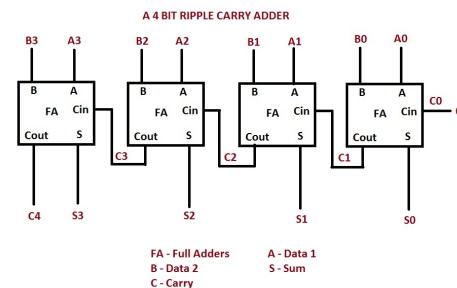 A 4 BIT RIPPLE CARRY ADDER
B3 A3 B2 A2 B1 A1 B0 A0
B A B A B A B A
C0
FA Cin FA Cin FA Cin FA Cin
Cout S Cout S Cout S Cout S
C3 C2 C1
C4 S3 S2 S1 S0
FA - Full Adders A - Data 1
B - Data 2 S - Sum
C - Carry